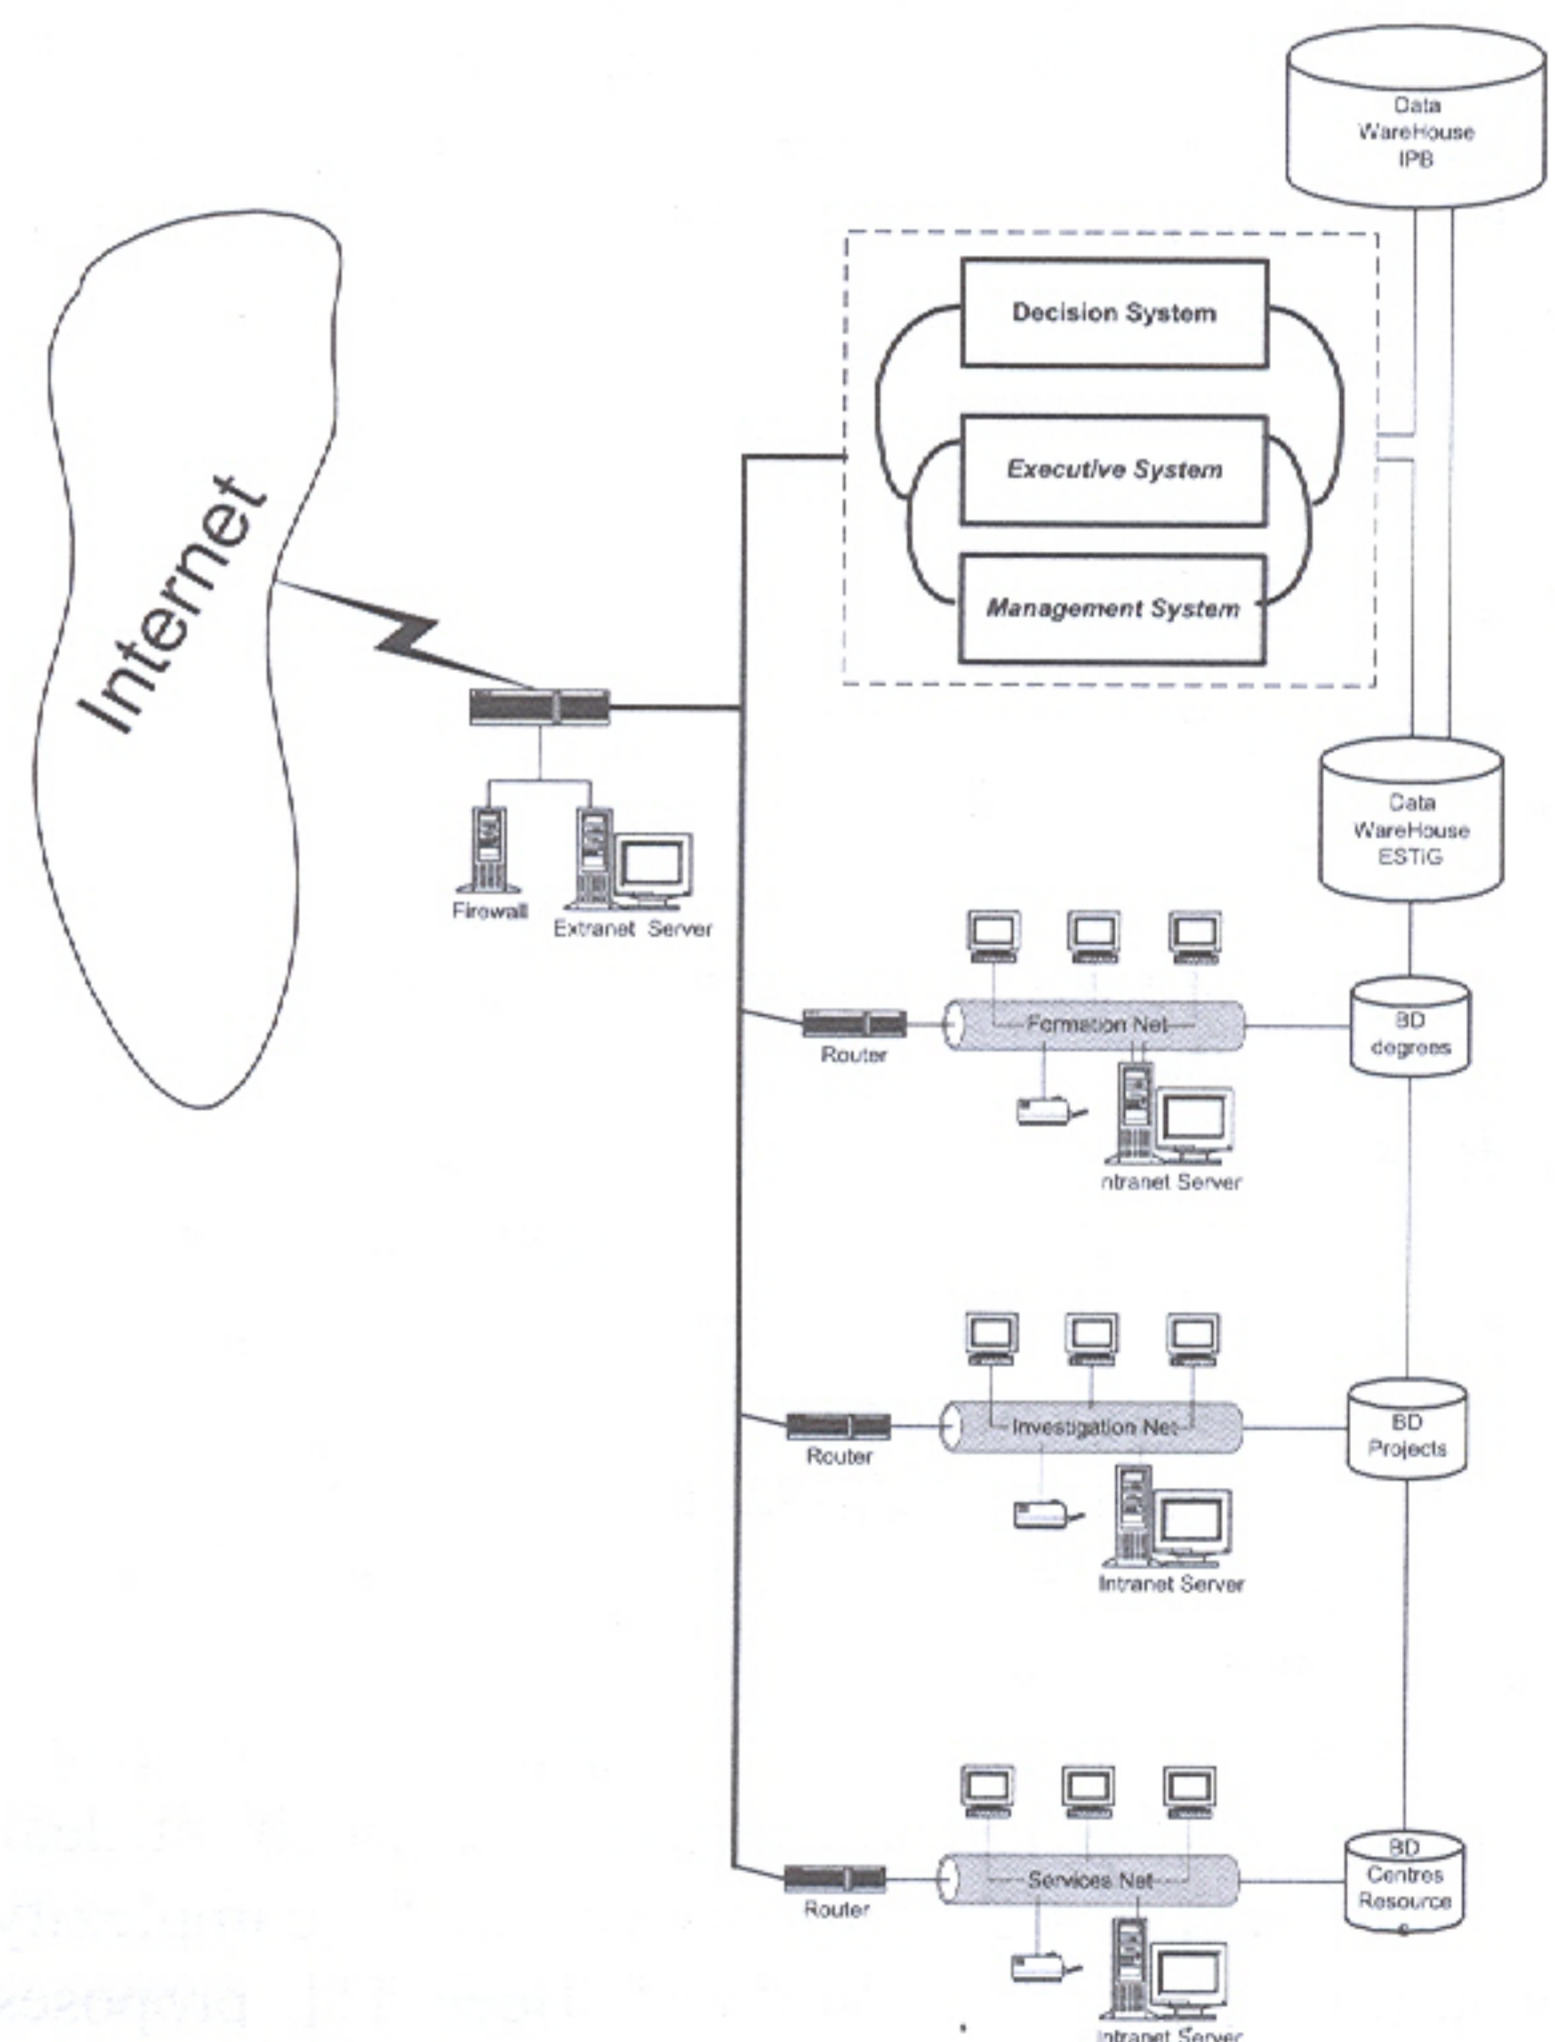 Data
WareHouse
IPB
Decision System
Executive System
Management System
Internet
Data
WareHouse
ESTiG
Firewall
Extranet Server
Formation Net
BD
degrees
Router
ntranet Server
Investigation Net
BD
Projects
Router
Intranet Server
Services Net
BD
Centres
Resource
s
Router
Intranet Server
proposes